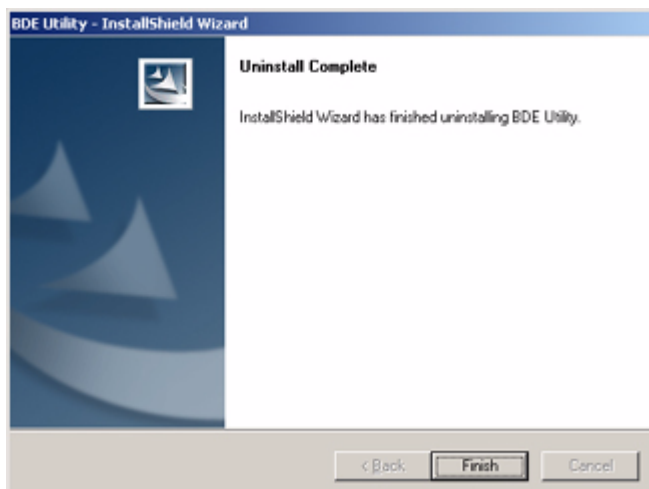 BDE Utility - InstallShield Wizard
Uninstall Complete
InstallShield Wizard has finished uninstalling BDE Utility.
< Back
Finish
Cancel